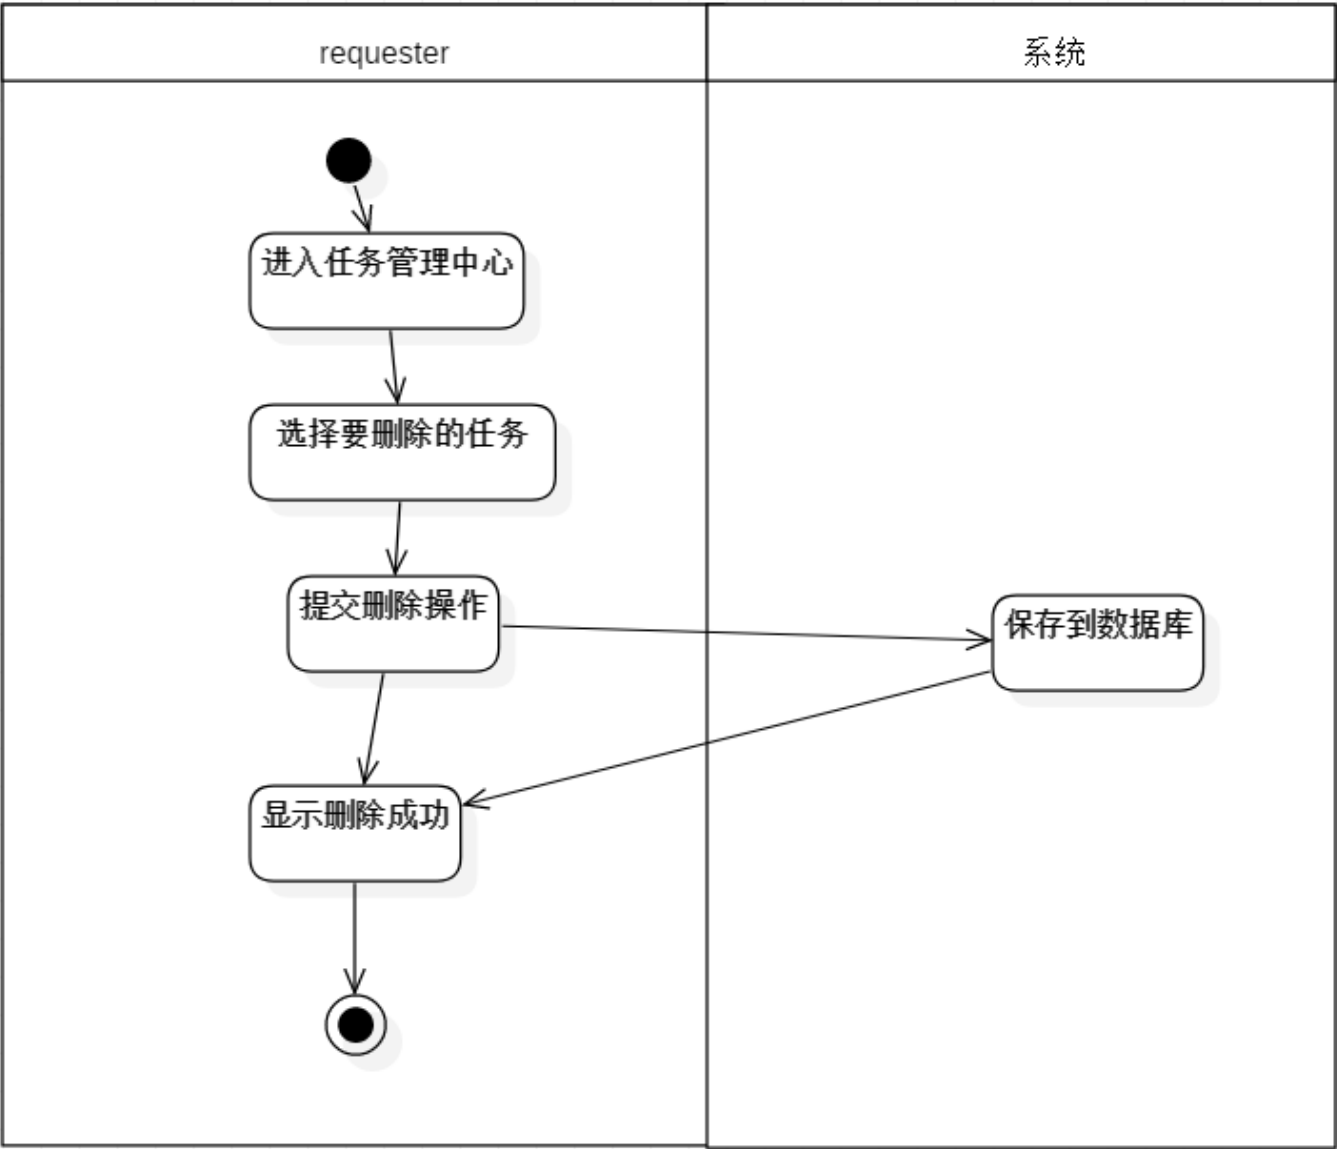 requester
系统
进入任务管理中心
选择要删除的任务
提交删除操作
保存到数据库
显示删除成功